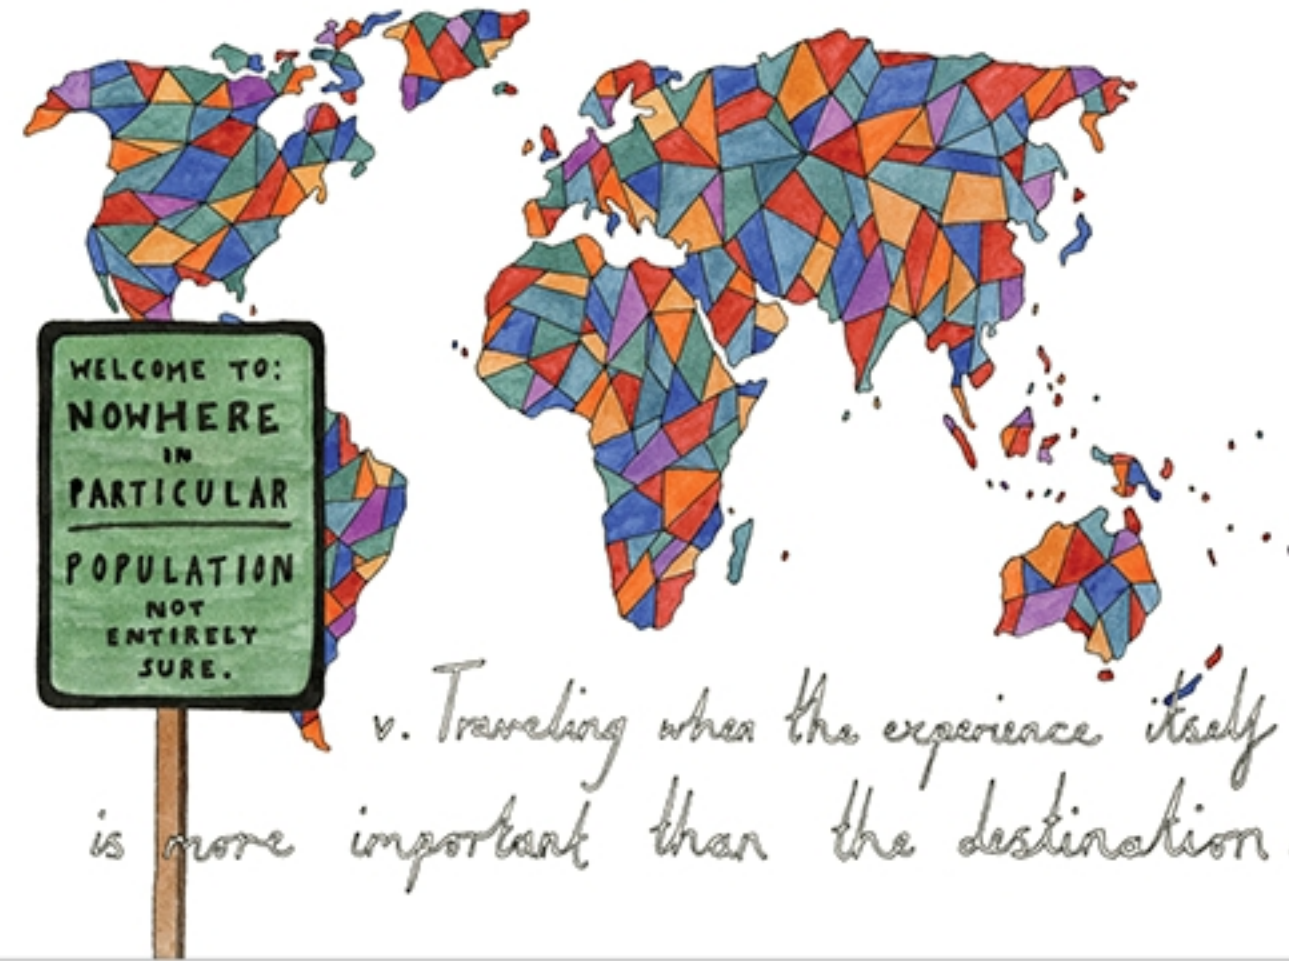 WELCOME TO:
NOWHERE
IN
PARTICULAR
POPULATION
NOT
ENTIRELY
SURE.
v. Traveling when the experience itself
is more important than the destination.